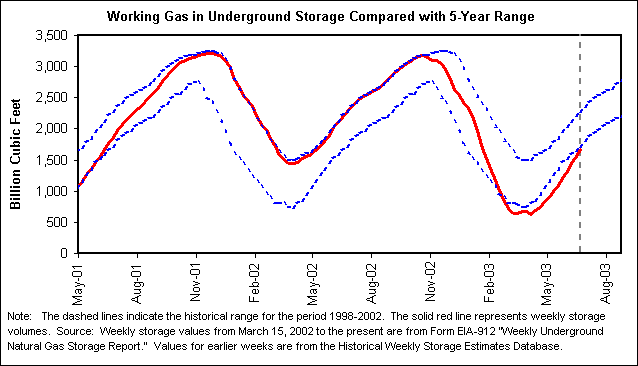 Working Gas in Underground Storage Compared with 5-Year Range
Billion Cubic Feet
3,500
3,000
2,500
2,000
1,500
1,000
500
0
May-01
Aug-01
Nov-01
Feb-02
May-02
Aug-02
Nov-02
Feb-03
May-03
Aug-03
Note: The dashed lines indicate the historical range for the period 1998-2002. The solid red line represents weekly storage
volumes. Source: Weekly storage values from March 15, 2002 to the present are from Form EIA-912 "Weekly Underground
Natural Gas Storage Report." Values for earlier weeks are from the Historical Weekly Storage Estimates Database.